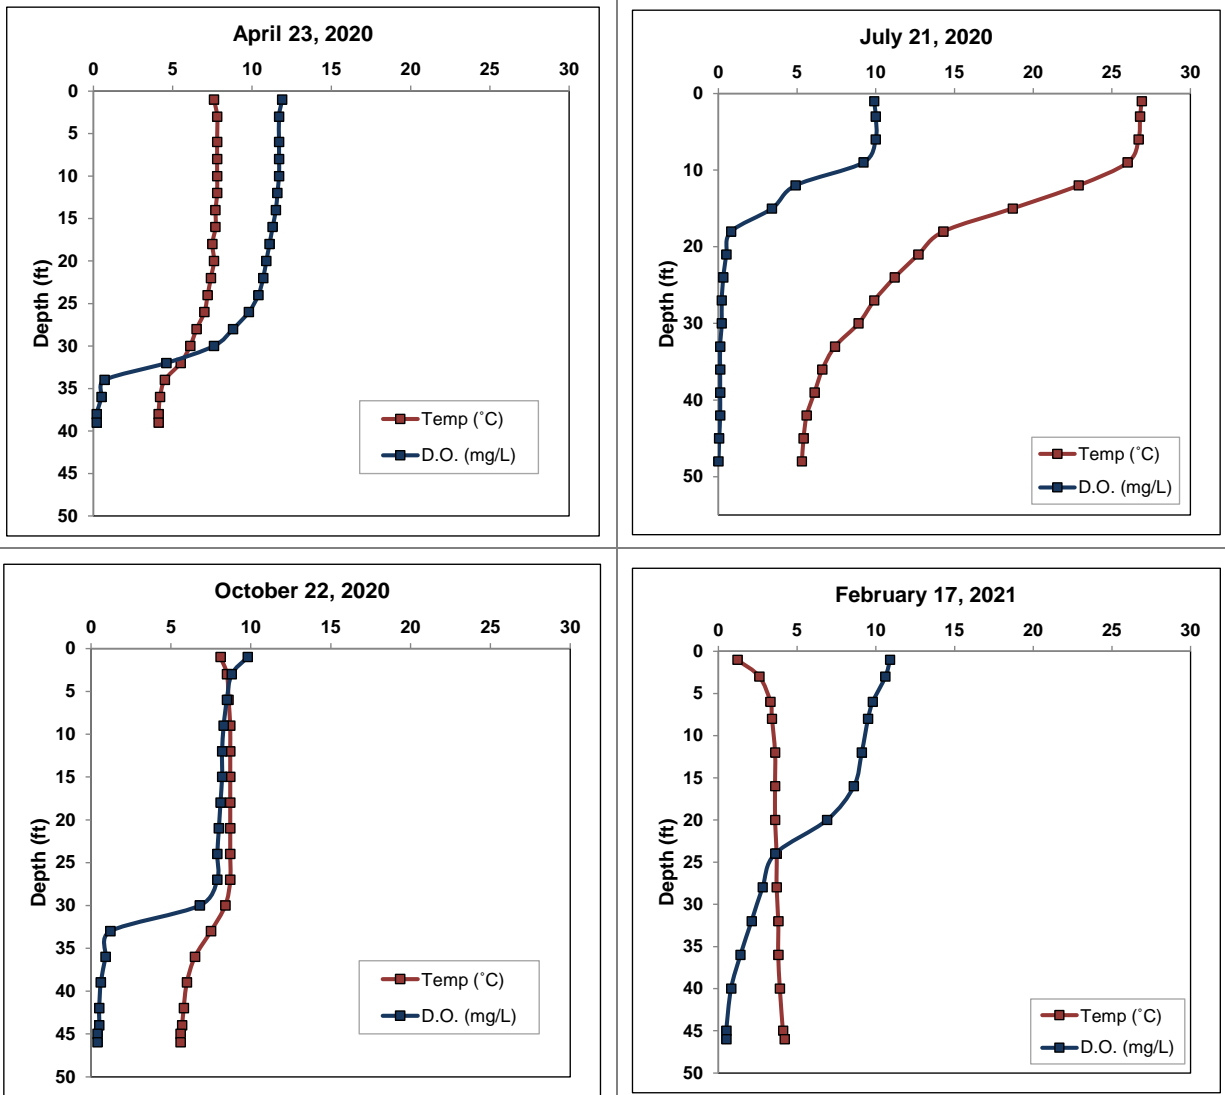 April 23, 2020
0 5 10 15 20 25 30
0
5
10
15
20
25
30
35
40
45
50
Depth (ft)
Temp (˚C)
D.O. (mg/L)
July 21, 2020
0 5 10 15 20 25 30
0
10
20
30
40
50
Depth (ft)
Temp (˚C)
D.O. (mg/L)
October 22, 2020
0 5 10 15 20 25 30
0
5
10
15
20
25
30
35
40
45
50
Depth (ft)
Temp (˚C)
D.O. (mg/L)
February 17, 2021
0 5 10 15 20 25 30
0
5
10
15
20
25
30
35
40
45
50
Depth (ft)
Temp (˚C)
D.O. (mg/L)